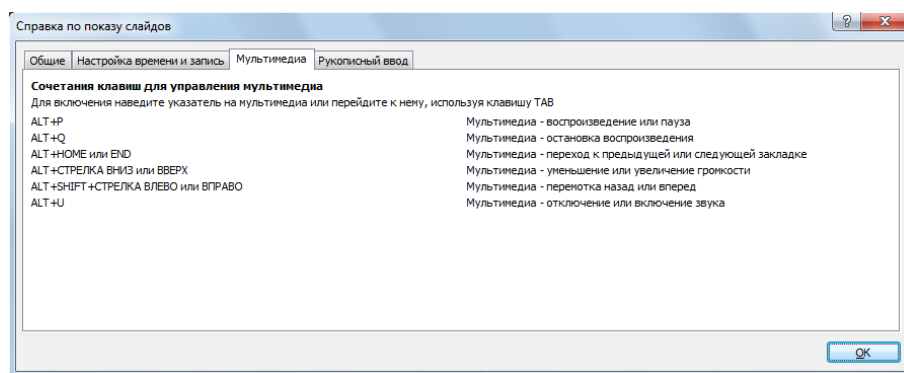 Справка по показу слайдов
Общие Настройка времени и запись Мультимедиа Рукописный ввод
Сочетания клавиш для управления мультимедиа
Для включения наведите указатель на мультимедиа или перейдите к нему, используя клавишу TAB
ALT+P Мультимедиа - воспроизведение или пауза
ALT+Q Мультимедиа - остановка воспроизведения
ALT+HOME или END Мультимедиа - переход к предыдущей или следующей закладке
ALT+СТРЕЛКА ВНИЗ или ВВЕРХ Мультимедиа - уменьшение или увеличение громкости
ALT+SHIFT+СТРЕЛКА ВЛЕВО или ВПРАВО Мультимедиа - перемотка назад или вперед
ALT+U Мультимедиа - отключение или включение звука
OK